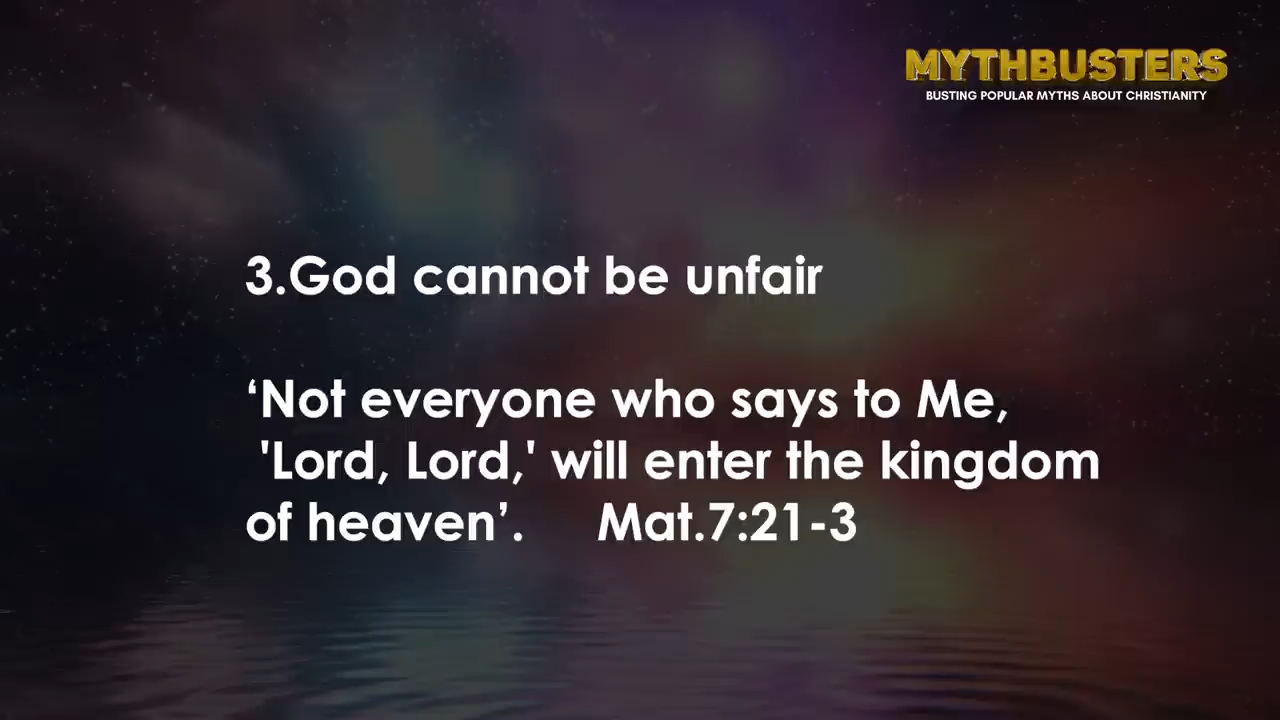 MYTHBUSTERS
BUSTING POPULAR MYTHS ABOUT CHRISTIANITY
3.God cannot be unfair
‘Not everyone who says to Me,
'Lord, Lord,' will enter the kingdom
of heaven’. Mat.7:21-3